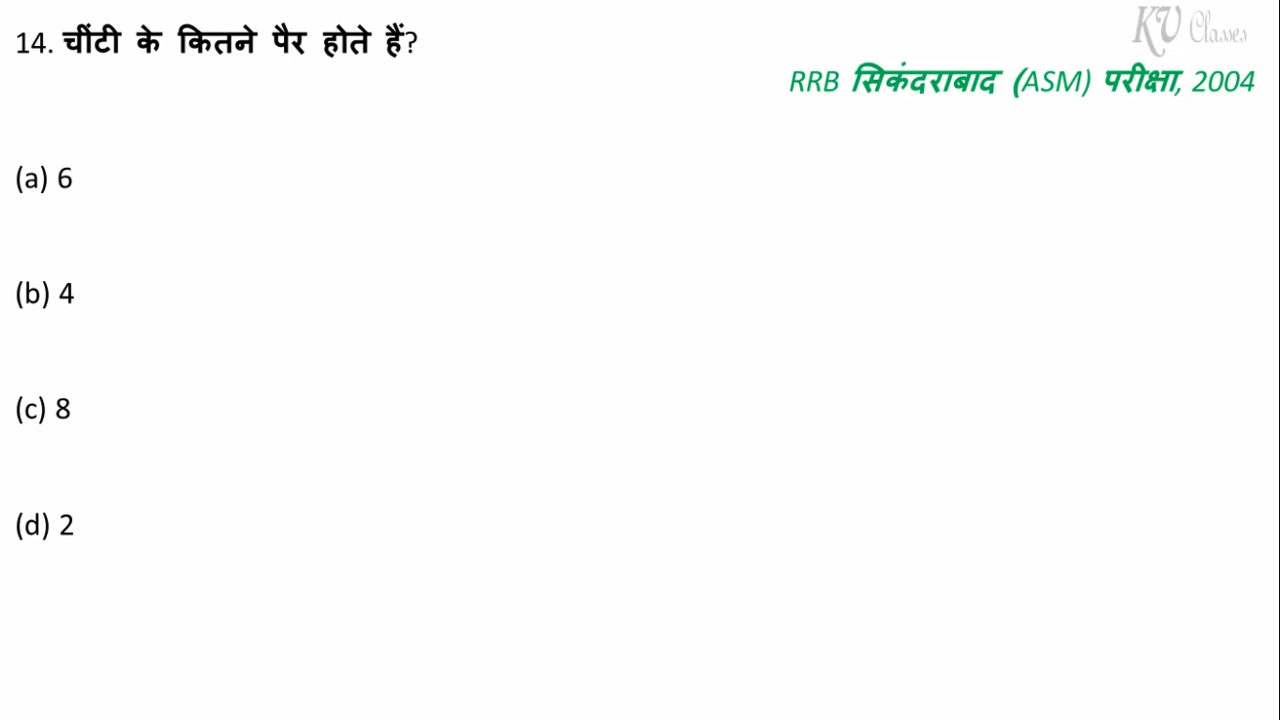 KV Classes
14. चींटी के कितने पैर होते हैं?
RRB सिकंदराबाद (ASM) परीक्षा, 2004
(a) 6
(b) 4
(c) 8
(d) 2